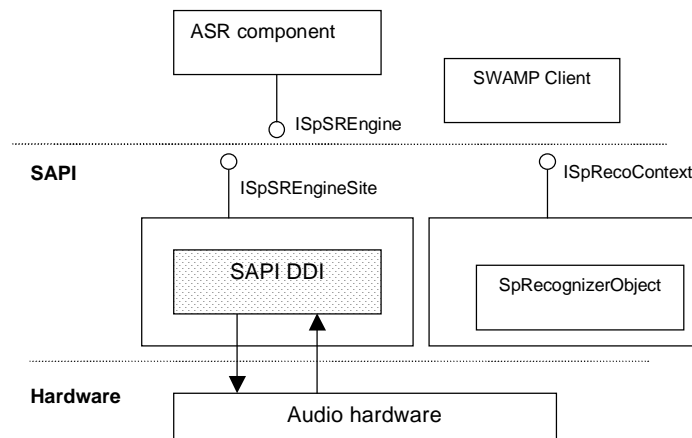 ASR component
SWAMP Client
ISpSREngine
SAPI
ISpRecoContext
ISpSREngineSite
SAPI DDI
SpRecognizerObject
Hardware
Audio hardware